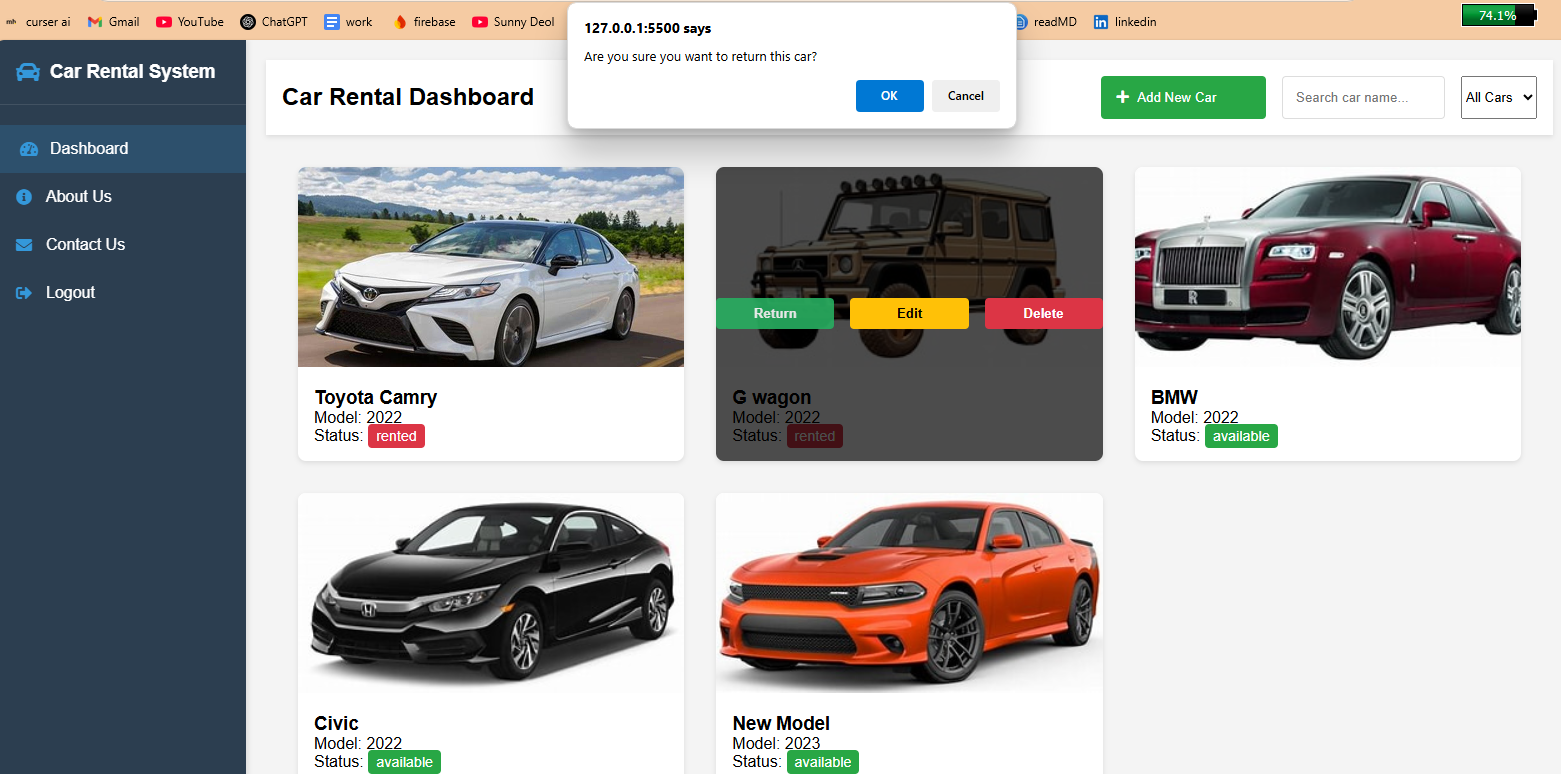 curser ai Gmail YouTube ChatGPT work firebase Sunny Deol readMD linkedin
74.1%
127.0.0.1:5500 says
Are you sure you want to return this car?
OK Cancel
Car Rental System
Dashboard
About Us
Contact Us
Logout
Car Rental Dashboard
Add New Car
Search car name...
All Cars
Toyota Camry
Model: 2022
Status: rented
Return Edit Delete
G wagon
Model: 2022
Status: rented
BMW
Model: 2022
Status: available
Civic
Model: 2022
Status: available
New Model
Model: 2023
Status: available